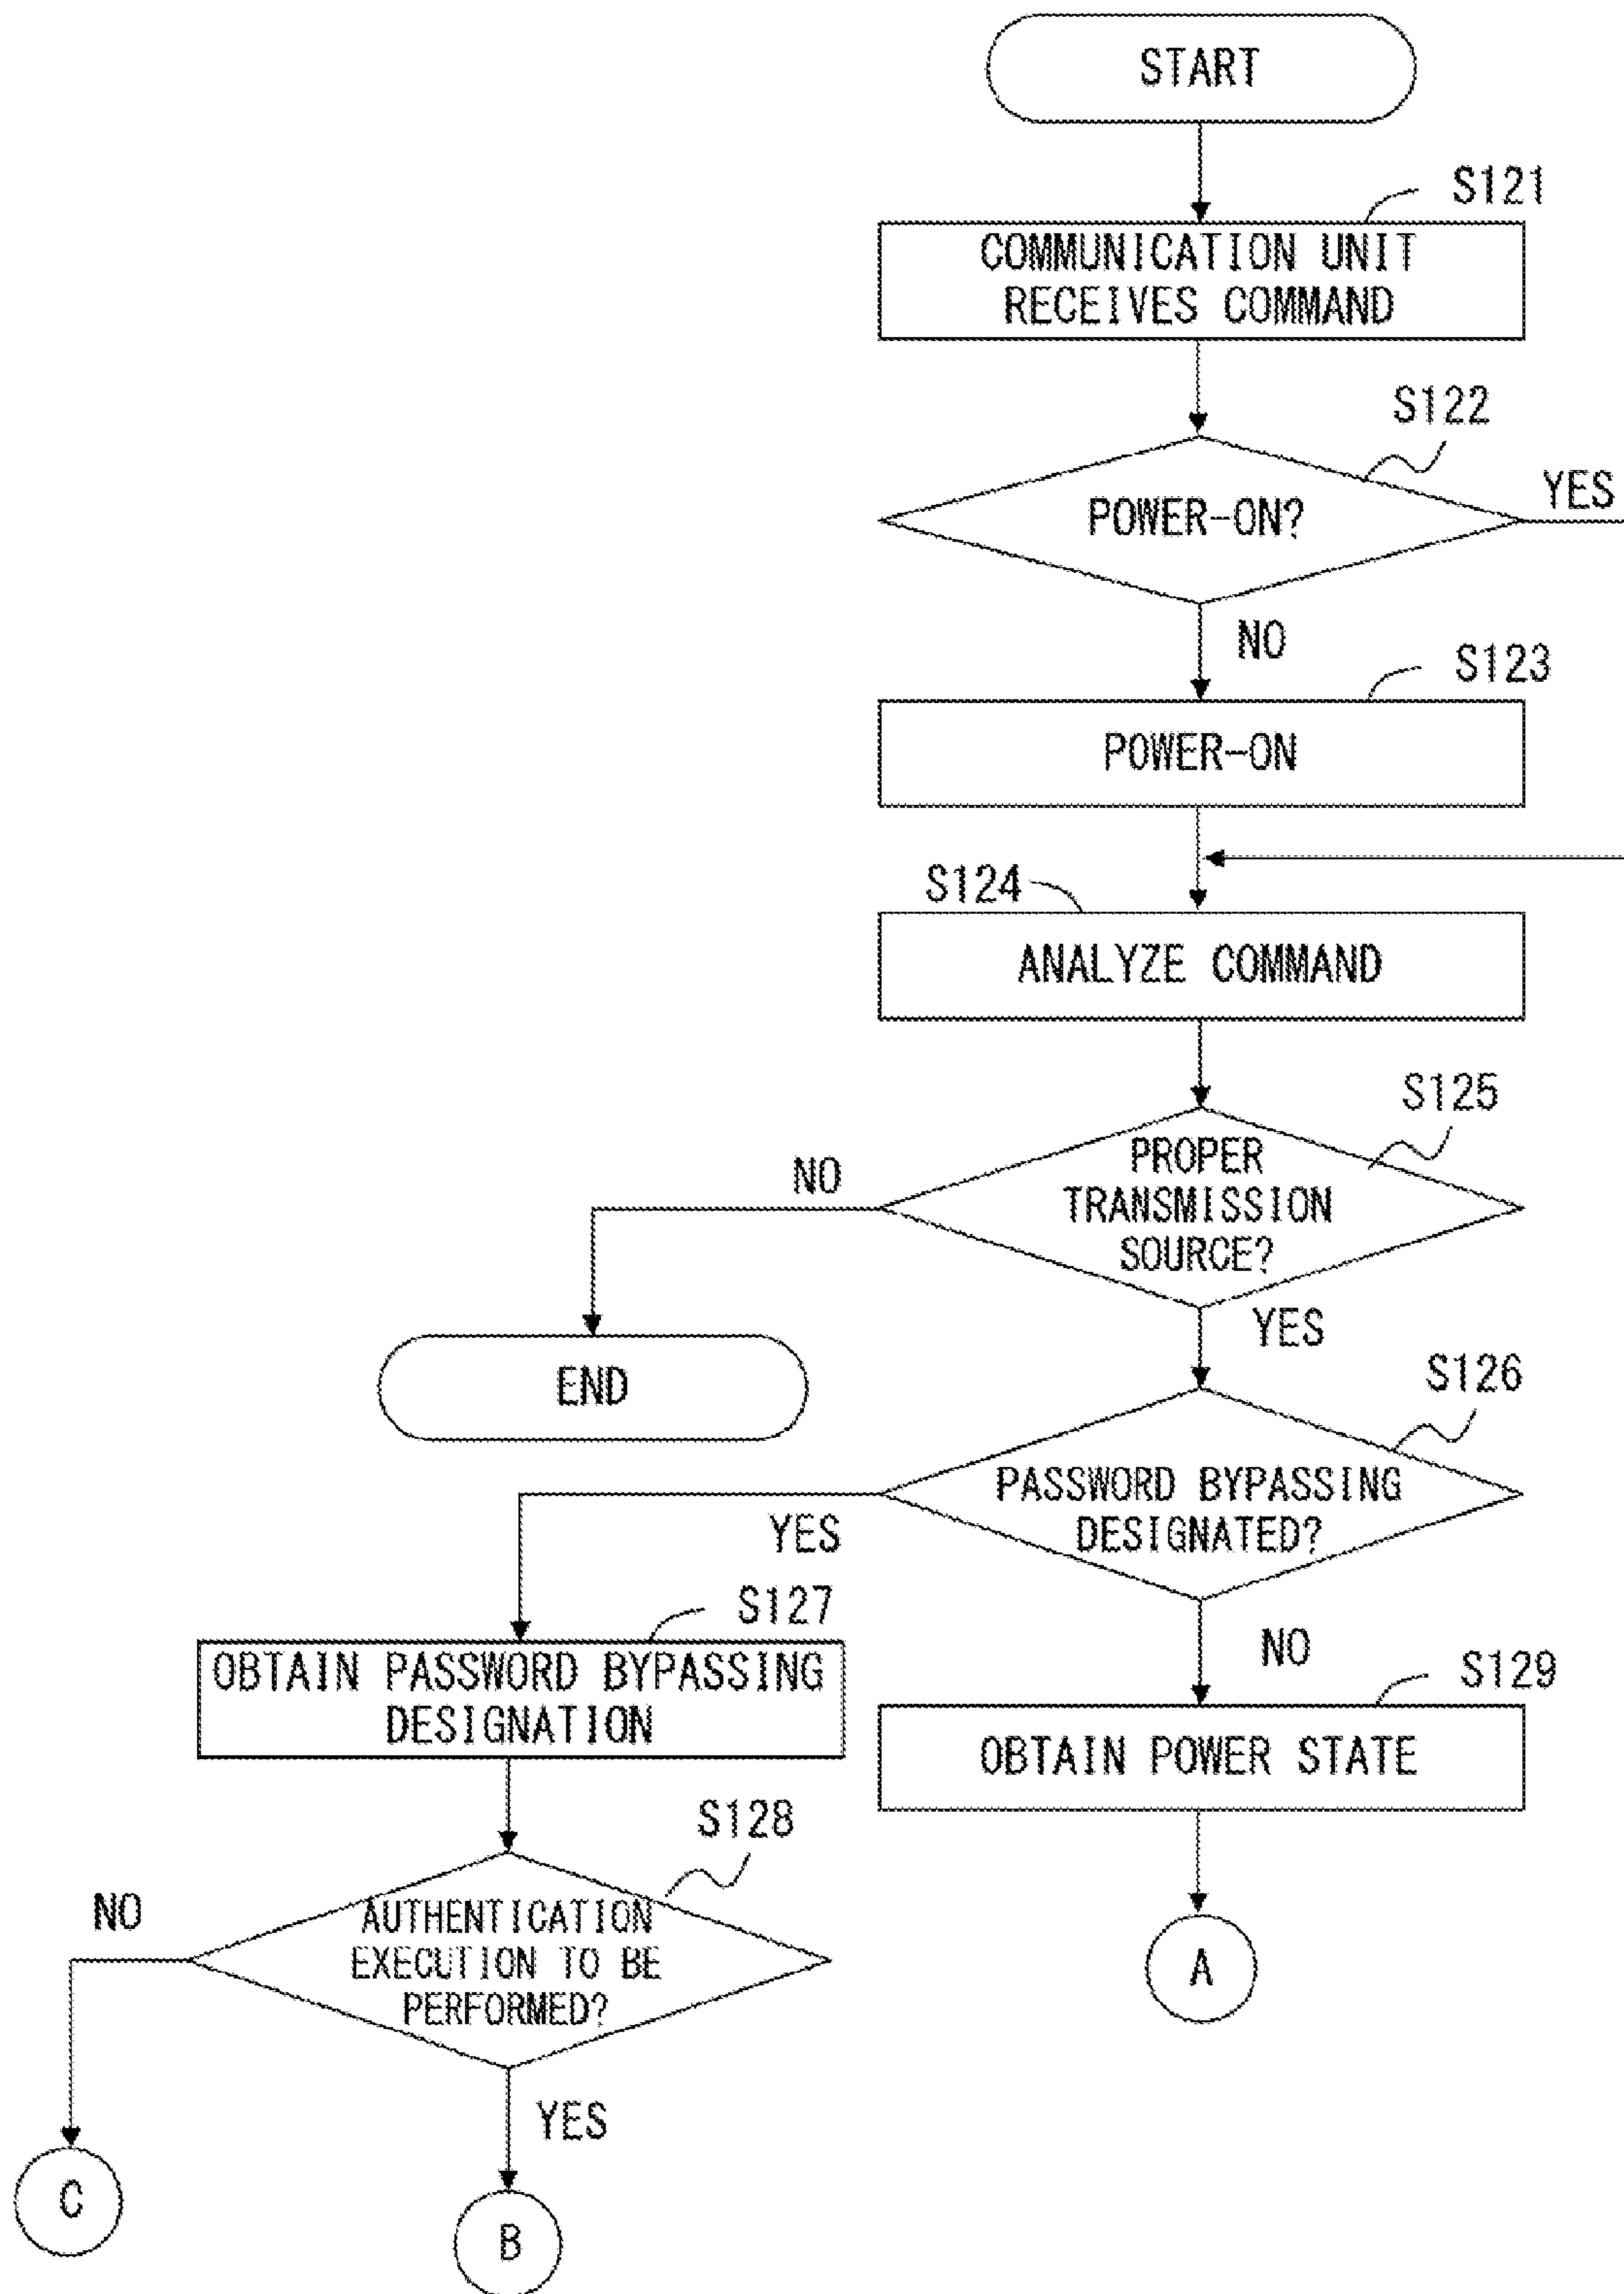 START
S121
COMMUNICATION UNIT
RECEIVES COMMAND
S122
POWER-ON?
YES
NO
S123
POWER-ON
S124
ANALYZE COMMAND
S125
PROPER
TRANSMISSION
SOURCE?
NO
YES
END
S126
PASSWORD BYPASSING
DESIGNATED?
YES
NO
S127
OBTAIN PASSWORD BYPASSING
DESIGNATION
S129
OBTAIN POWER STATE
S128
AUTHENTICATION
EXECUTION TO BE
PERFORMED?
NO
YES
A
C
B